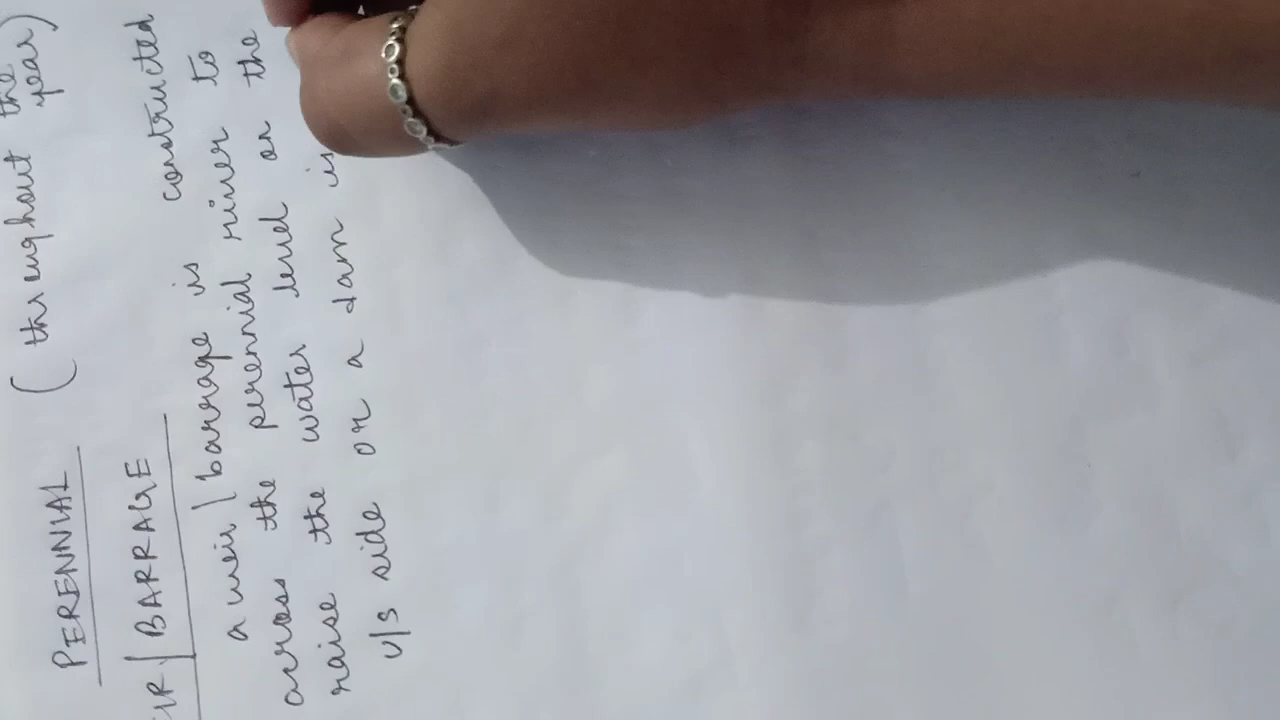 PERENNIAL (throughout the year)
BARRAGE
a weir / barrage is constructed
across the perennial river to
raise the water level on the
u/s side or a dam is